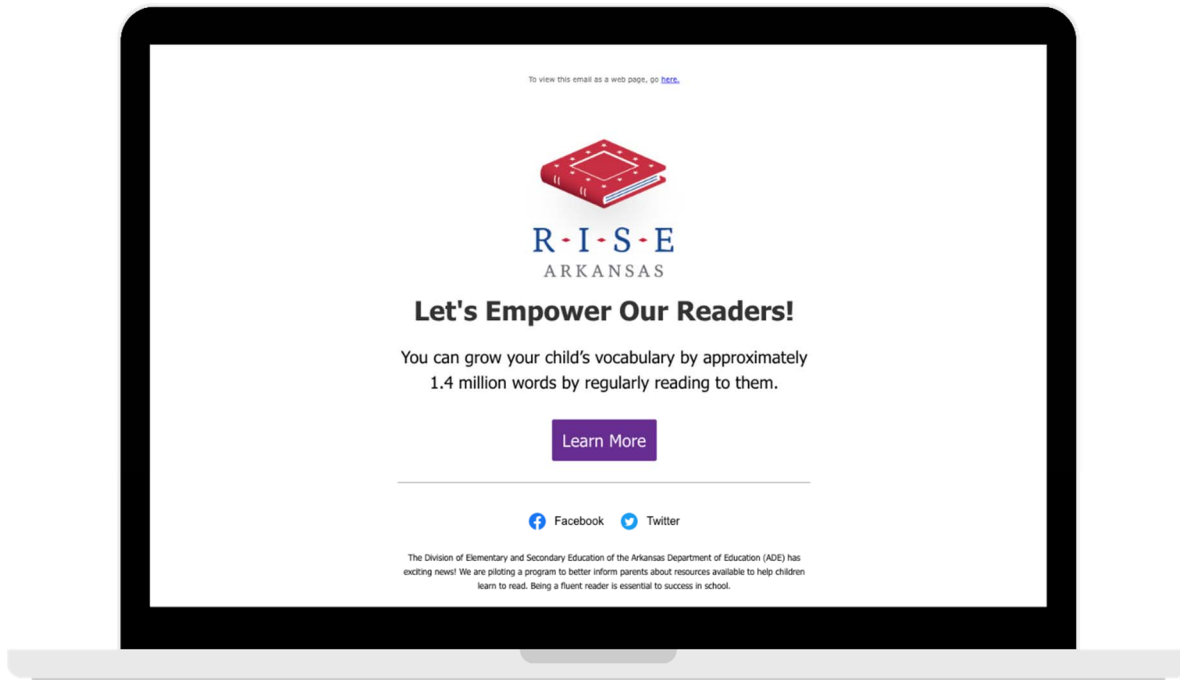 To view this email as a web page, go here.
R·I·S·E
ARKANSAS
Let's Empower Our Readers!
You can grow your child’s vocabulary by approximately
1.4 million words by regularly reading to them.
Learn More
Facebook Twitter
The Division of Elementary and Secondary Education of the Arkansas Department of Education (ADE) has
exciting news! We are piloting a program to better inform parents about resources available to help children
learn to read. Being a fluent reader is essential to success in school.